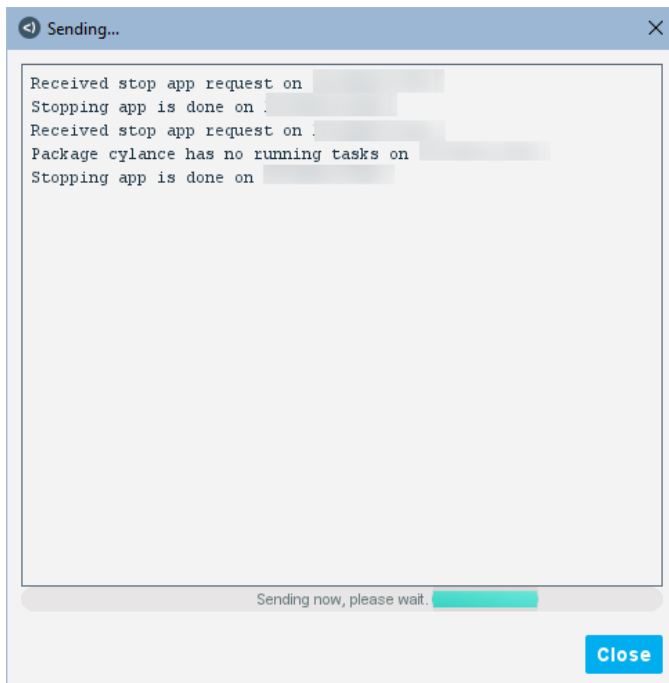 Sending...
Received stop app request on
Stopping app is done on
Received stop app request on
Package cylance has no running tasks on
Stopping app is done on
Sending now, please wait.
Close